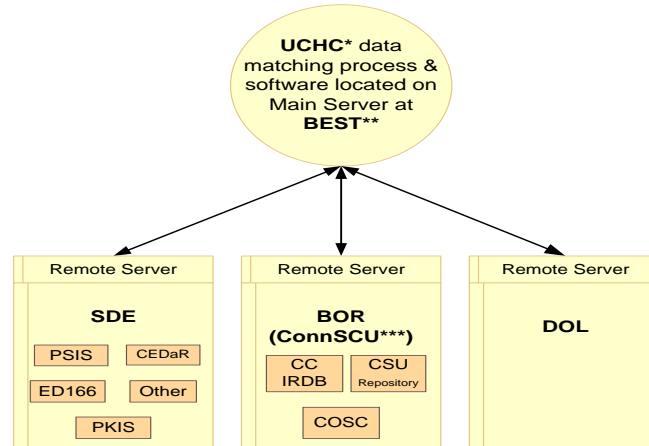 UCHC* data
matching process &
software located on
Main Server at
BEST**
Remote Server
SDE
PSIS
CEDaR
ED166
Other
PKIS
Remote Server
BOR
(ConnSCU***)
CC
IRDB
CSU
Repository
COSC
Remote Server
DOL